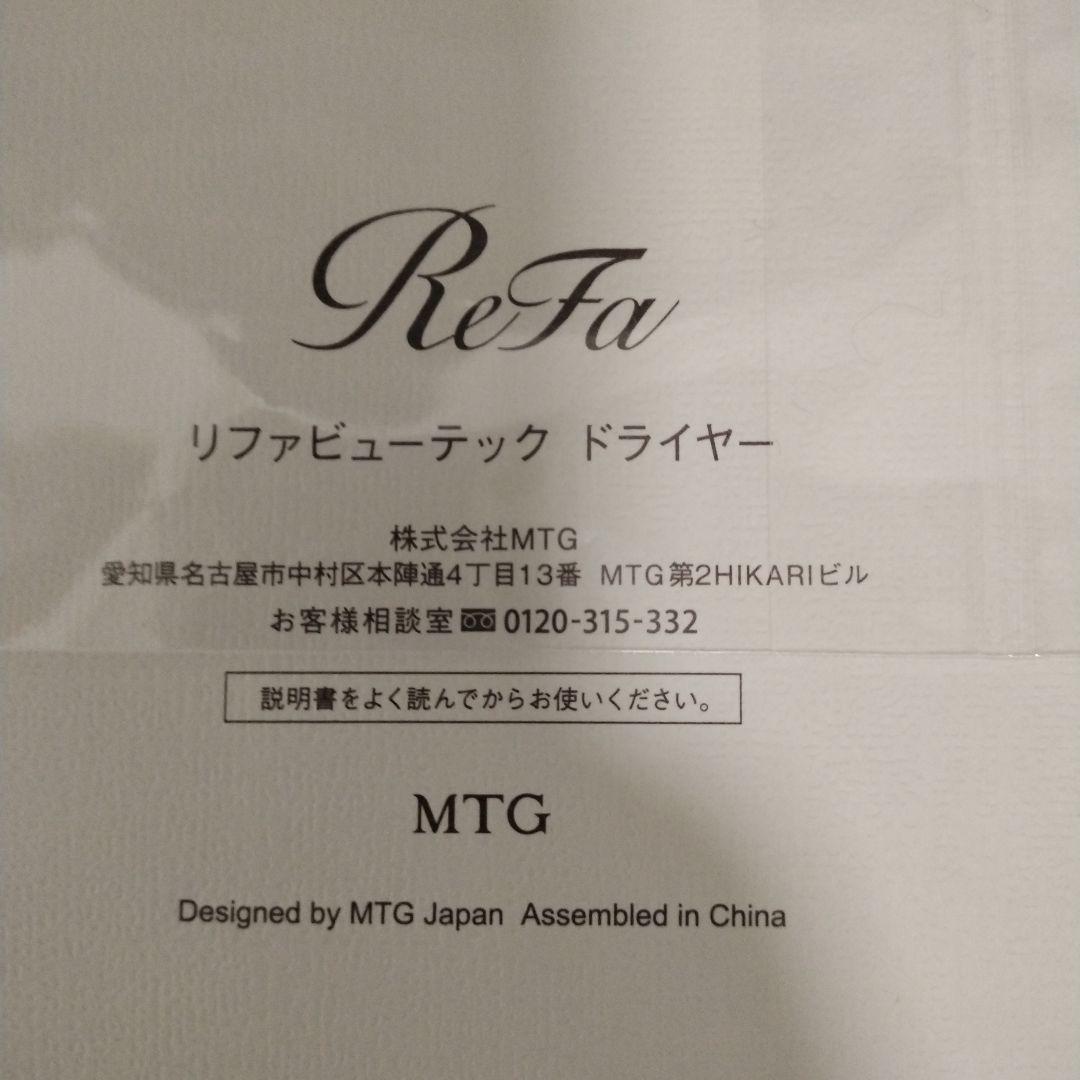 ReFa
リファビューテック ドライヤー
株式会社MTG
愛知県名古屋市中村区本陣通4丁目13番 MTG第2HIKARIビル
お客様相談室 0120-315-332
説明書をよく読んでからお使いください。
MTG
Designed by MTG Japan Assembled in China